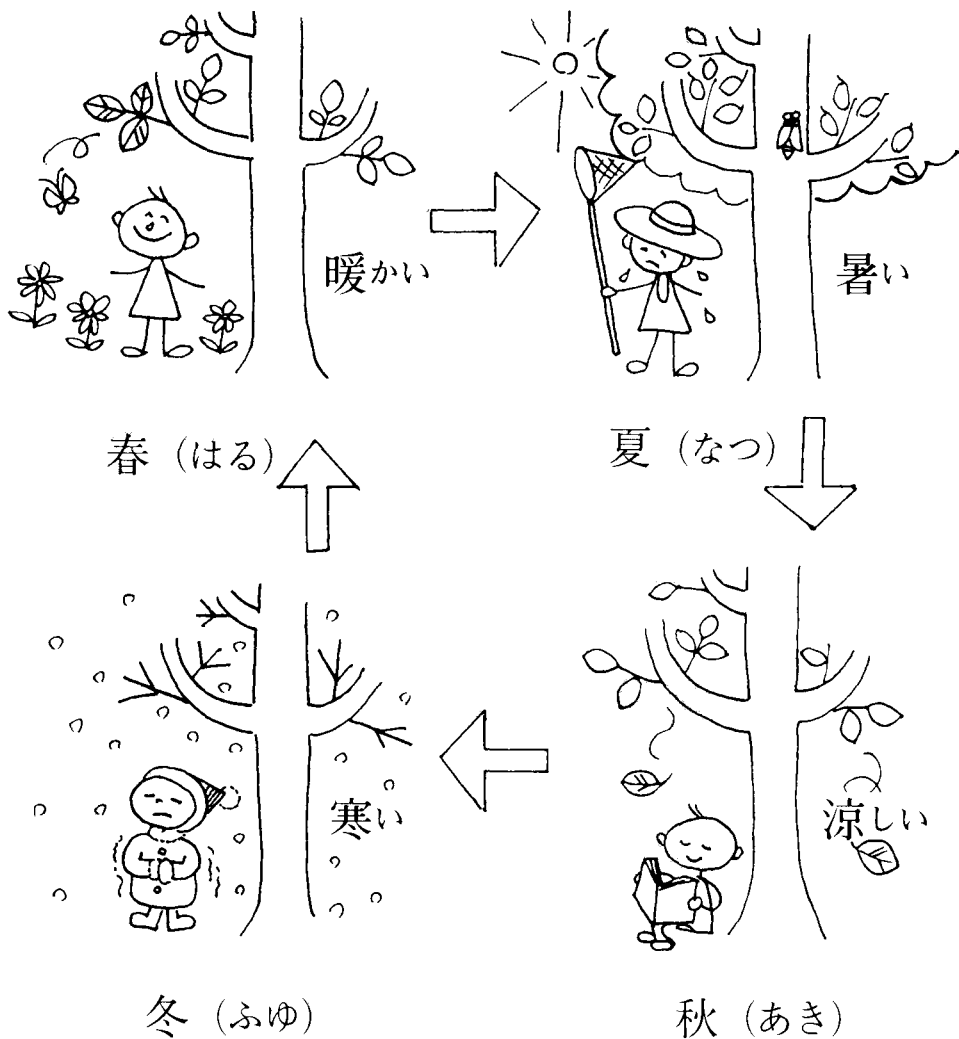 暖かい
暑い
春（はる）
夏（なつ）
寒い
涼しい
冬（ふゆ）
秋（あき）